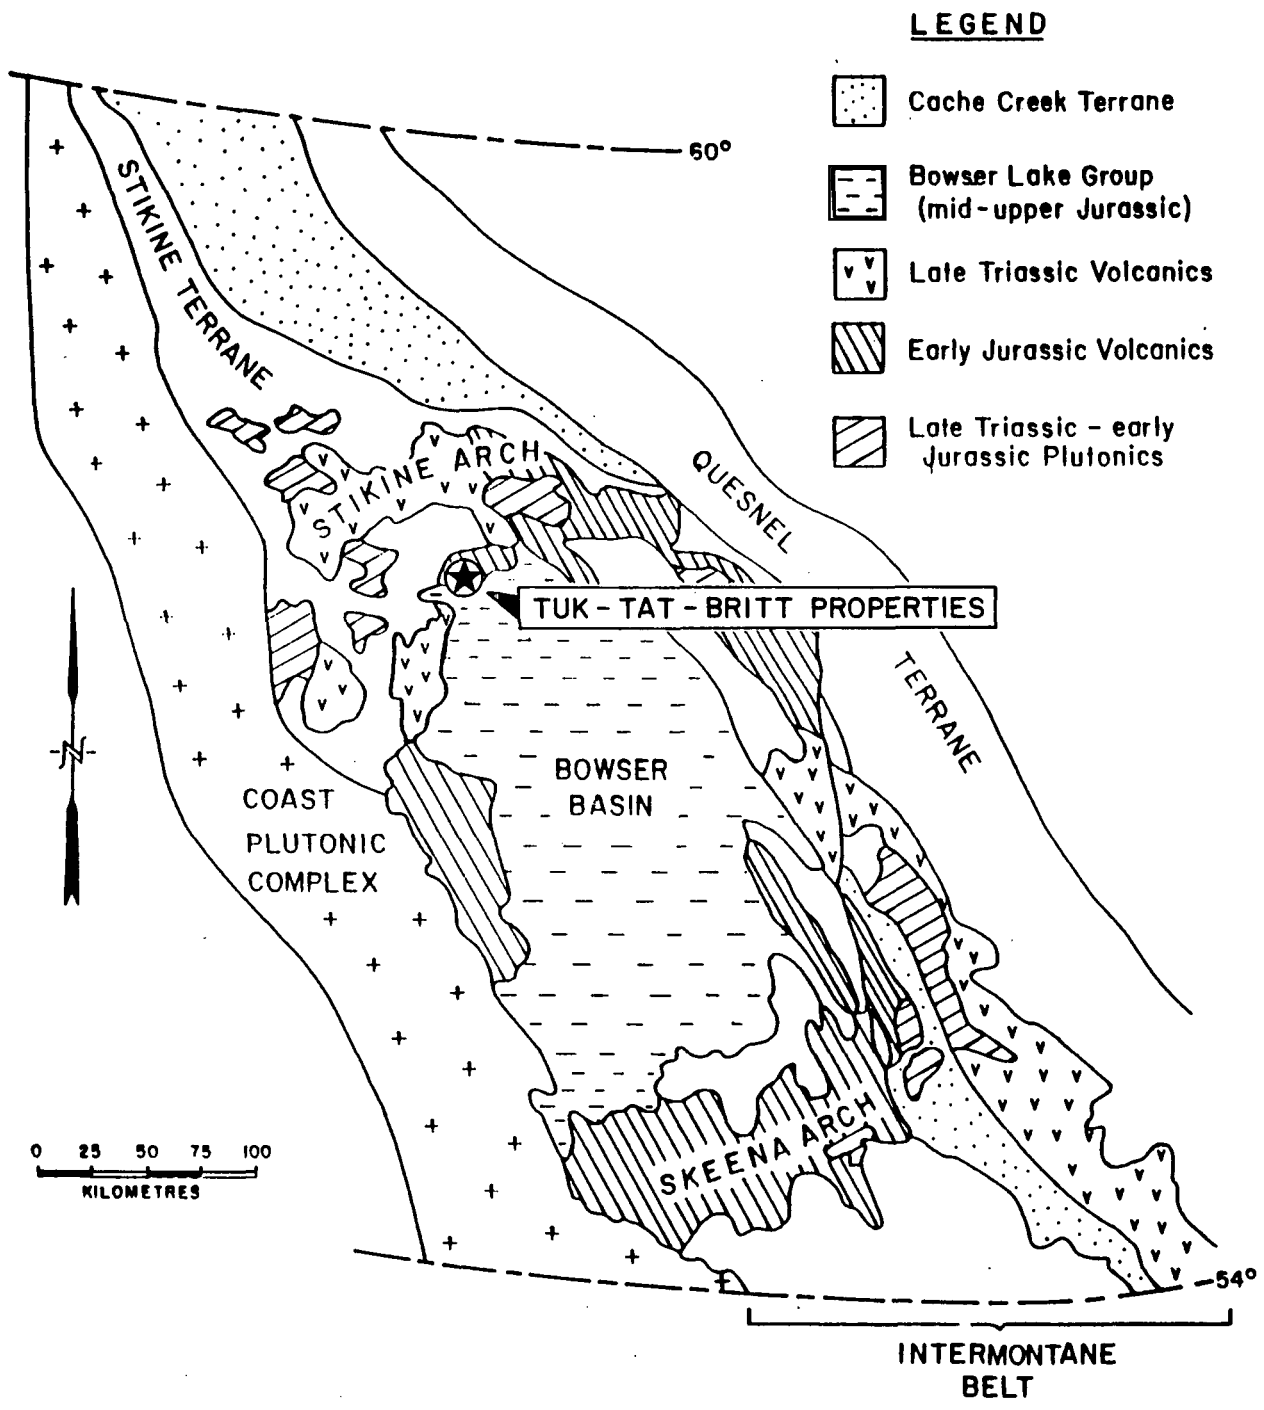 LEGEND
Cache Creek Terrane
Bowser Lake Group
(mid-upper Jurassic)
Late Triassic Volcanics
Early Jurassic Volcanics
Late Triassic - early
Jurassic Plutonics
60°
STIKINE TERRANE
STIKINE ARCH
QUESNEL
TERRANE
TUK - TAT - BRITT PROPERTIES
N
BOWSER
BASIN
COAST
PLUTONIC
COMPLEX
SKEENA ARCH
0 25 50 75 100
KILOMETRES
54°
INTERMONTANE
BELT